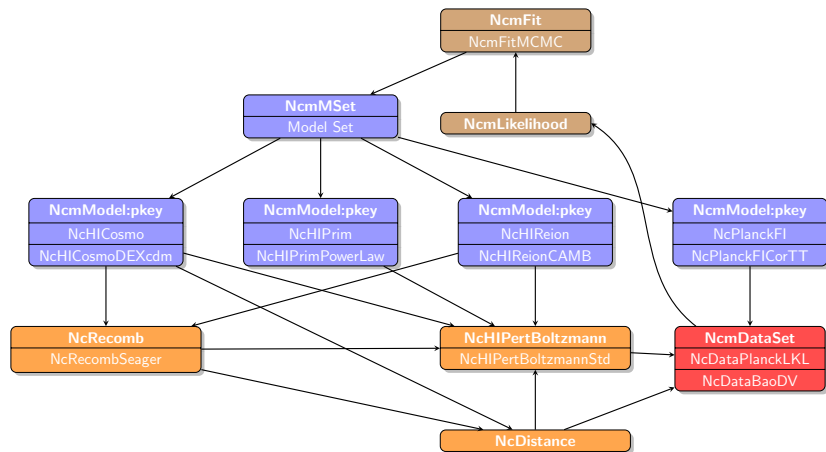 NcmFit
NcmFitMCMC
NcmMSet
Model Set
NcmLikelihood
NcmModel:pkey
NcHICosmo
NcHICosmoDEXcdm
NcmModel:pkey
NcHIPrim
NcHIPrimPowerLaw
NcmModel:pkey
NcHIReion
NcHIReionCAMB
NcmModel:pkey
NcPlanckFI
NcPlanckFICorTT
NcRecomb
NcRecombSeager
NcHIPertBoltzmann
NcHIPertBoltzmannStd
NcmDataSet
NcDataPlanckLKL
NcDataBaoDV
NcDistance